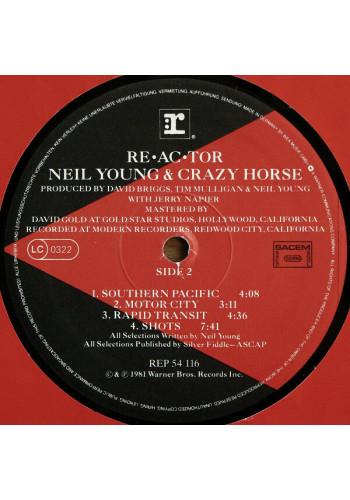 r
RE•AC•TOR
NEIL YOUNG & CRAZY HORSE
PRODUCED BY DAVID BRIGGS, TIM MULLIGAN & NEIL YOUNG
WITH JERRY NAPIER
MASTERED BY
DAVID GOLD AT GOLD STAR STUDIOS, HOLLYWOOD, CALIFORNIA
RECORDED AT MODERN RECORDERS, REDWOOD CITY, CALIFORNIA
LC 0322
SACEM
SIDE 2
1. SOUTHERN PACIFIC 4:08
2. MOTOR CITY 3:11
3. RAPID TRANSIT 4:36
4. SHOTS 7:41
All Selections Written by Neil Young
All Selections Published by Silver Fiddle—ASCAP
REP 54 116
© & ℗ 1981 Warner Bros. Records Inc.